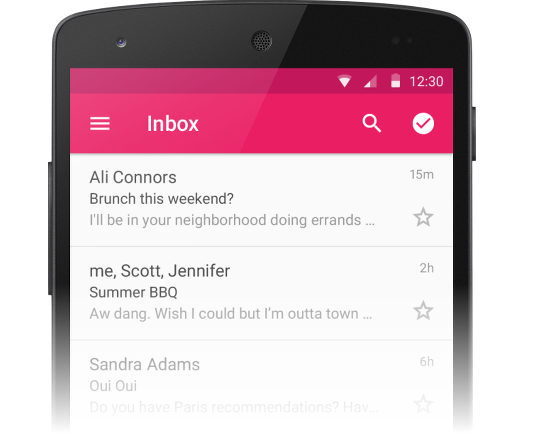 12:30
Inbox
Ali Connors 15m
Brunch this weekend?
I'll be in your neighborhood doing errands ...
me, Scott, Jennifer 2h
Summer BBQ
Aw dang. Wish I could but I'm outta town ...
Sandra Adams 6h
Oui Oui
Do you have Paris recommendations? Hav...